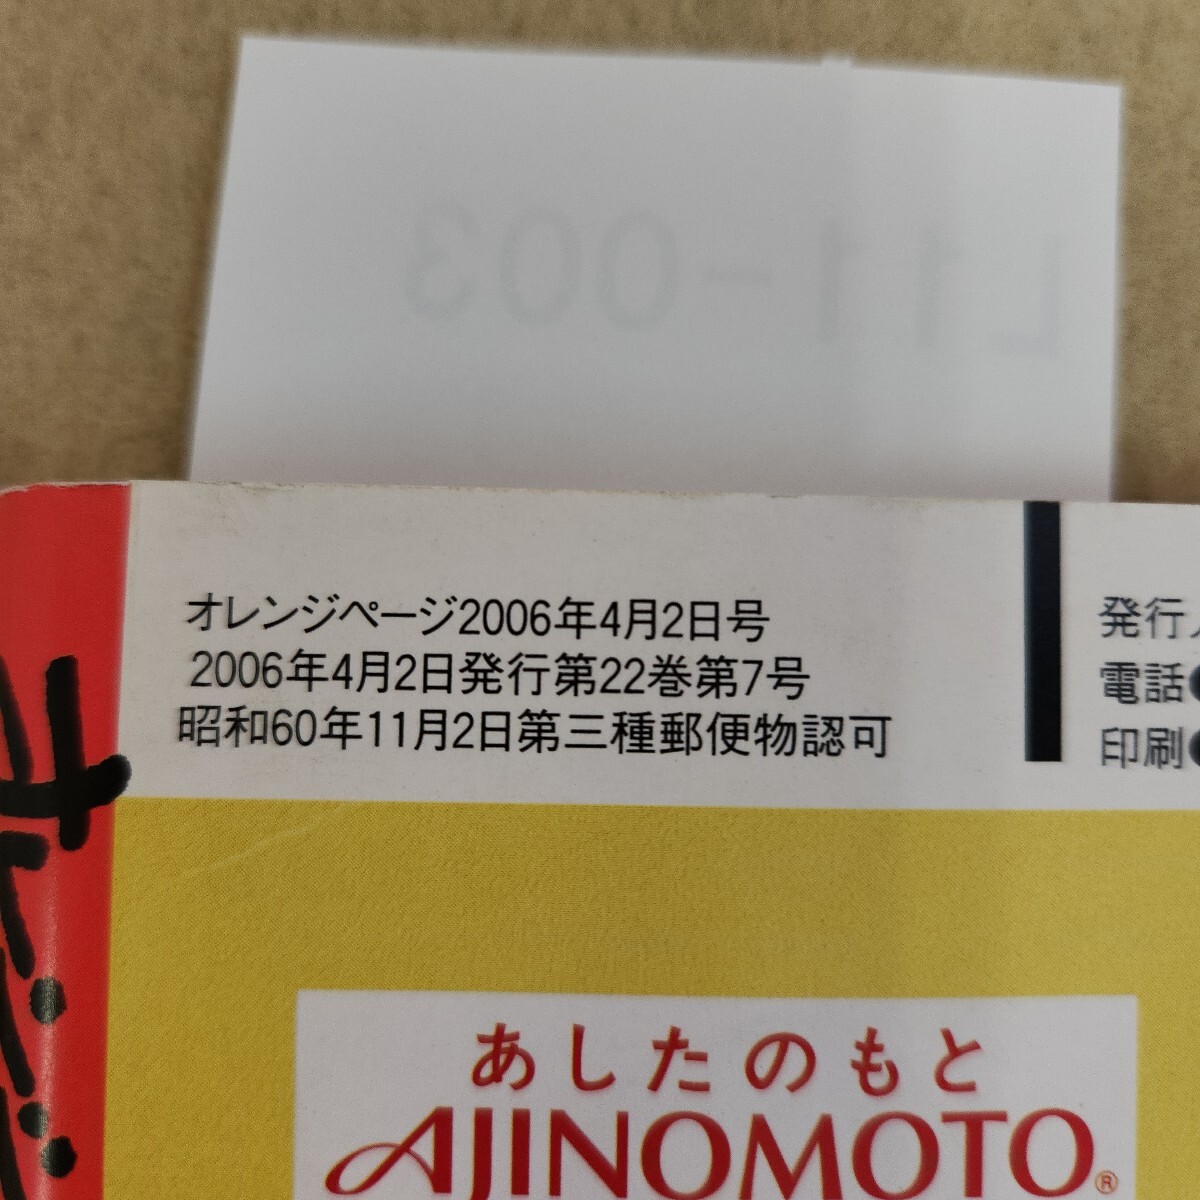 L11-003
オレンジページ2006年4月2日号
2006年4月2日発行第22巻第7号
昭和60年11月2日第三種郵便物認可
発行
電話●
印刷●
あしたのもと
AJINOMOTO®